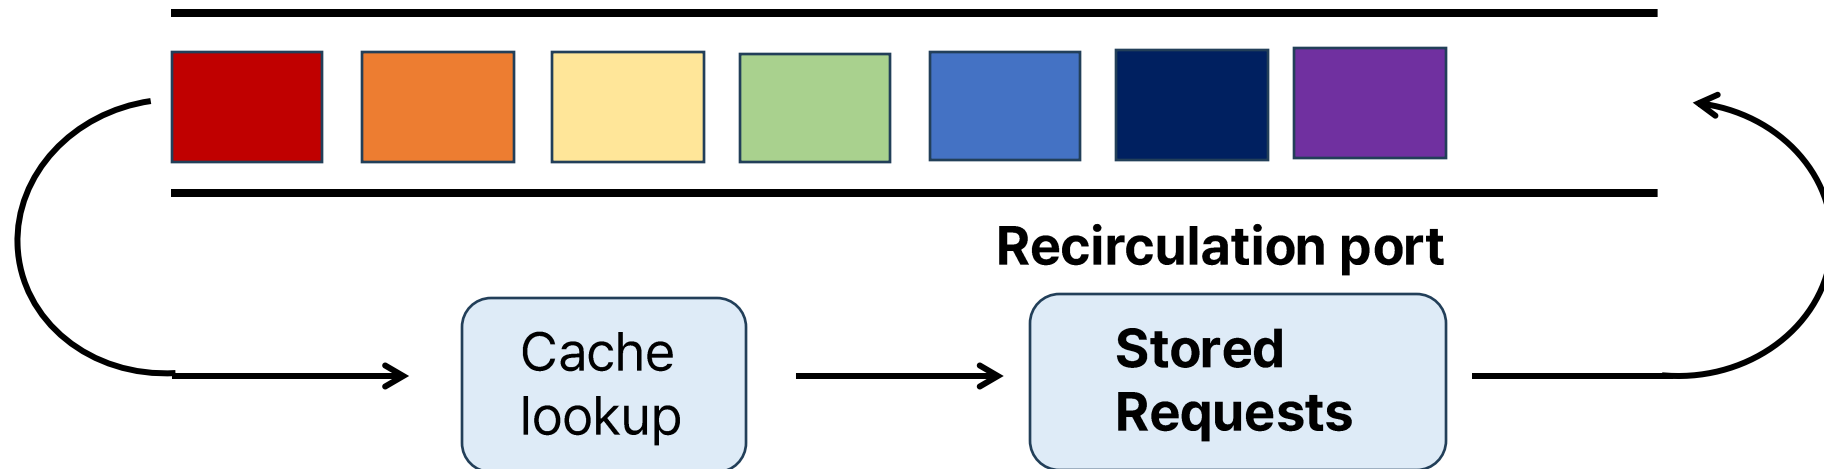 Recirculation port
Cache
lookup
Stored
Requests